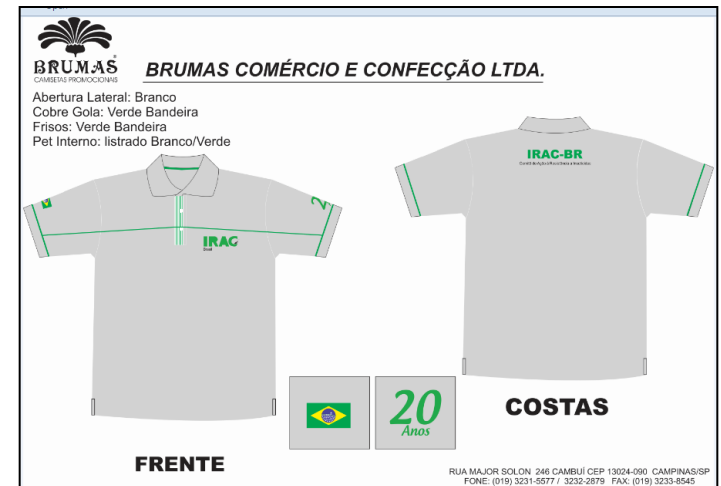 BRUMAS
CAMISETAS PROMOCIONAIS
BRUMAS COMÉRCIO E CONFECÇÃO LTDA.
Abertura Lateral: Branco
Cobre Gola: Verde Bandeira
Frisos: Verde Bandeira
Pet Interno: listrado Branco/Verde
IRAC-BR
2
IRAC
Brasil
20
Anos
COSTAS
FRENTE
RUA MAJOR SOLON 246 CAMBUÍ CEP 13024-090 CAMPINAS/SP
FONE: (019) 3231-5577 / 3232-2879 FAX: (019) 3233-8545